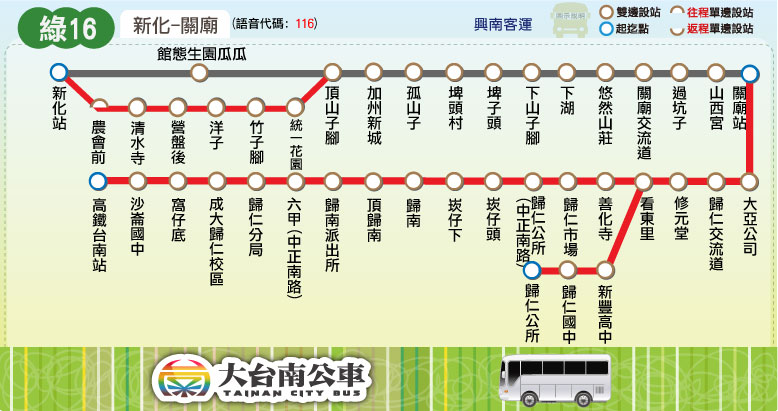 綠16
新化-關廟
(語音代碼: 116)
興南客運
雙邊設站
起迄點
往程單邊設站
返程單邊設站
館態生園瓜瓜
新化站
農會前
清水寺
營盤後
洋子
竹子腳
統一花園
頂山子腳
加州新城
孤山子
埤頭村
埤子頭
下山子腳
下湖
悠然山莊
關廟交流道
過坑子
山西宮
關廟站
高鐵台南站
沙崙國中
窩仔底
成大歸仁校區
歸仁分局
六甲(中正南路)
歸南派出所
頂歸南
歸南
崁仔下
崁仔頭
歸仁公所
(中正南路)
歸仁市場
善化寺
看東里
修元堂
歸仁交流道
大亞公司
歸仁公所
歸仁國中
新豐高中
大台南公車
TAINAN CITY BUS